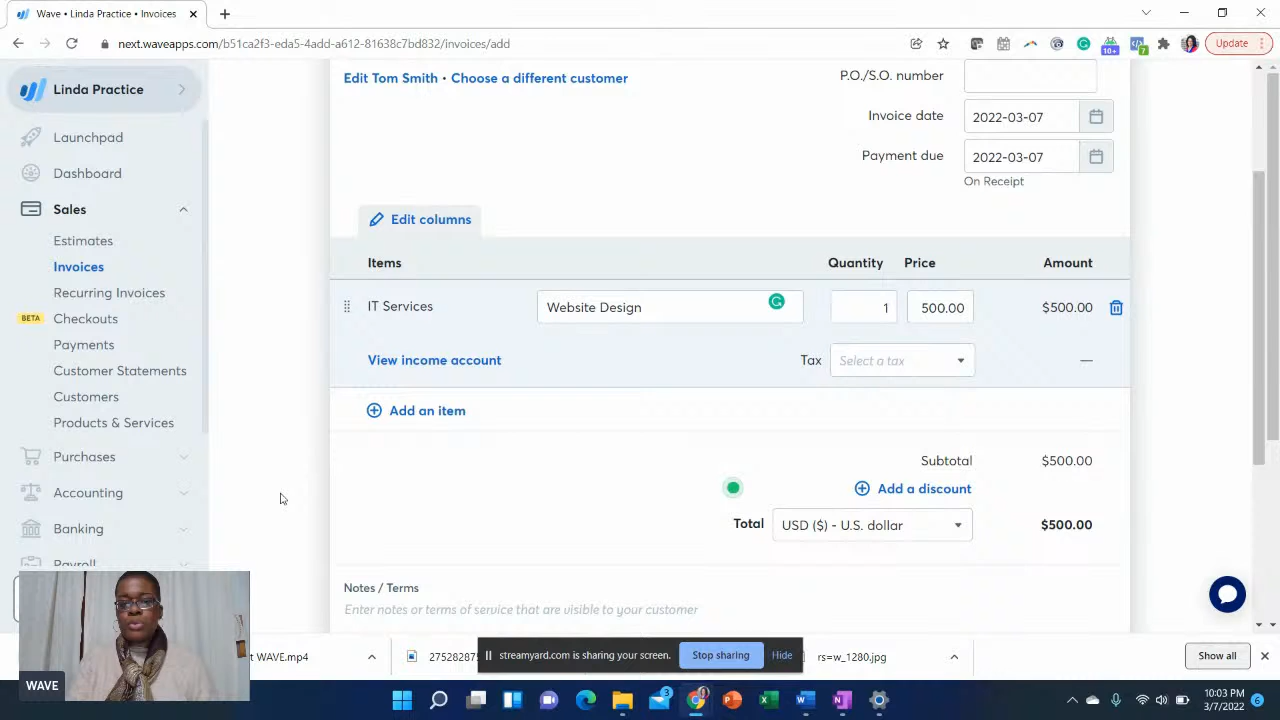 Wave • Linda Practice • Invoices
next.waveapps.com/b51ca2f3-eda5-4add-a612-81638c7bd832/invoices/add
10+
7
Update
Linda Practice
Launchpad
Dashboard
Sales
Estimates
Invoices
Recurring Invoices
BETA Checkouts
Payments
Customer Statements
Customers
Products & Services
Purchases
Accounting
Banking
Payroll
Edit Tom Smith • Choose a different customer
P.O./S.O. number
Invoice date 2022-03-07
Payment due 2022-03-07
On Receipt
Edit columns
Items Quantity Price Amount
IT Services Website Design 1 500.00 $500.00
View income account Tax Select a tax —
Add an item
Subtotal $500.00
Add a discount
Total USD ($) - U.S. dollar $500.00
Notes / Terms
Enter notes or terms of service that are visible to your customer
WAVE
WAVE.mp4
streamyard.com is sharing your screen. Stop sharing Hide
rs=w_1280.jpg
Show all
3
10:03 PM
3/7/2022
6